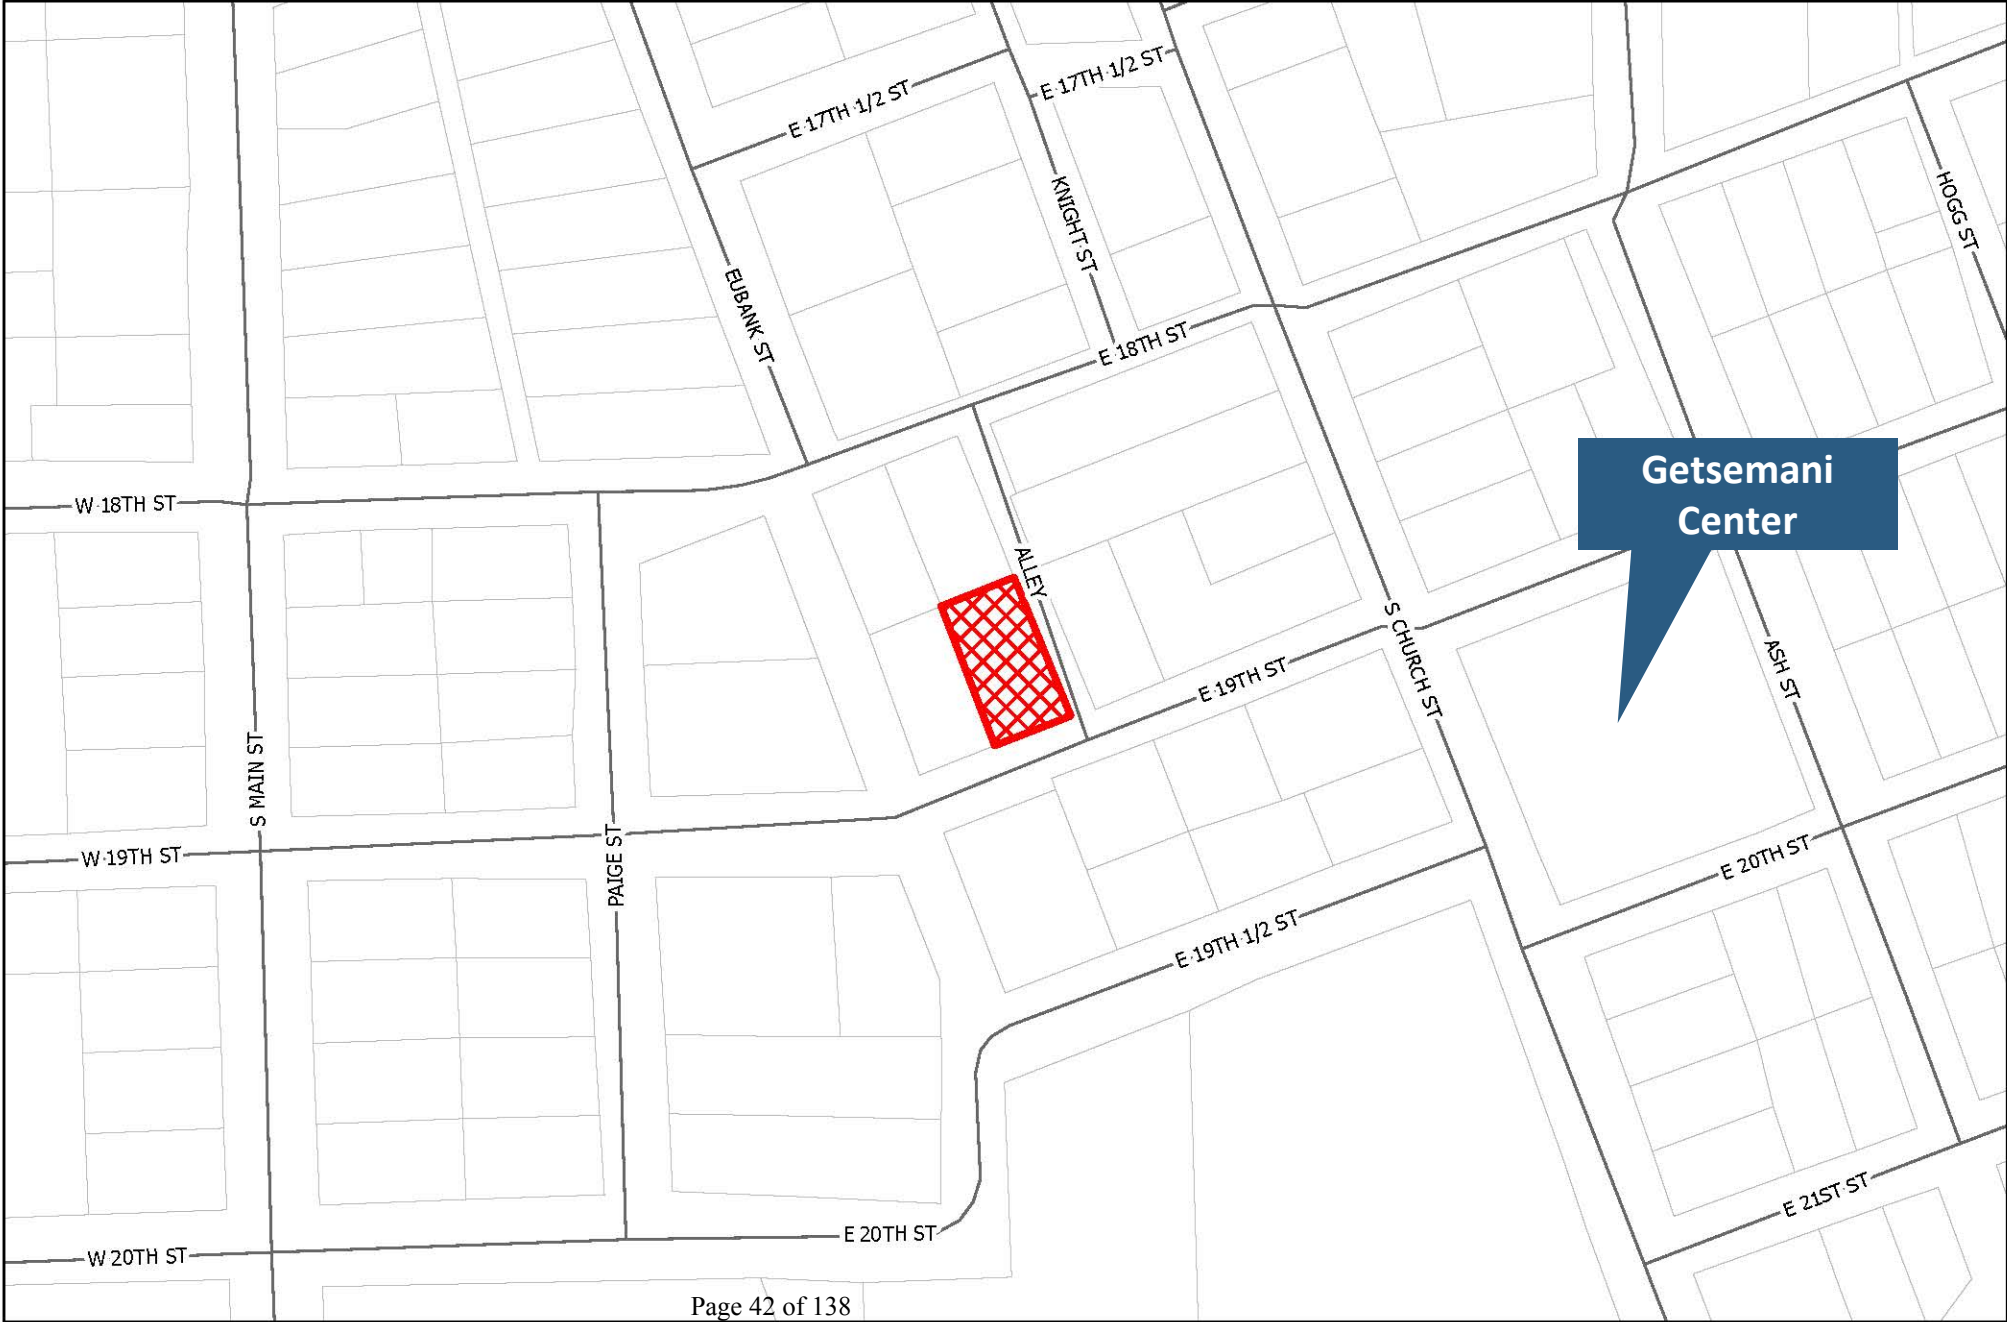 E 17TH 1/2 ST
E 17TH 1/2 ST
KNIGHT ST
HOGG ST
EUBANK ST
E 18TH ST
W 18TH ST
Getsemani
Center
ALLEY
S CHURCH ST
E 19TH ST
ASH ST
S MAIN ST
PAIGE ST
W 19TH ST
E 20TH ST
E 19TH 1/2 ST
E 21ST ST
E 20TH ST
W 20TH ST
Page 42 of 138